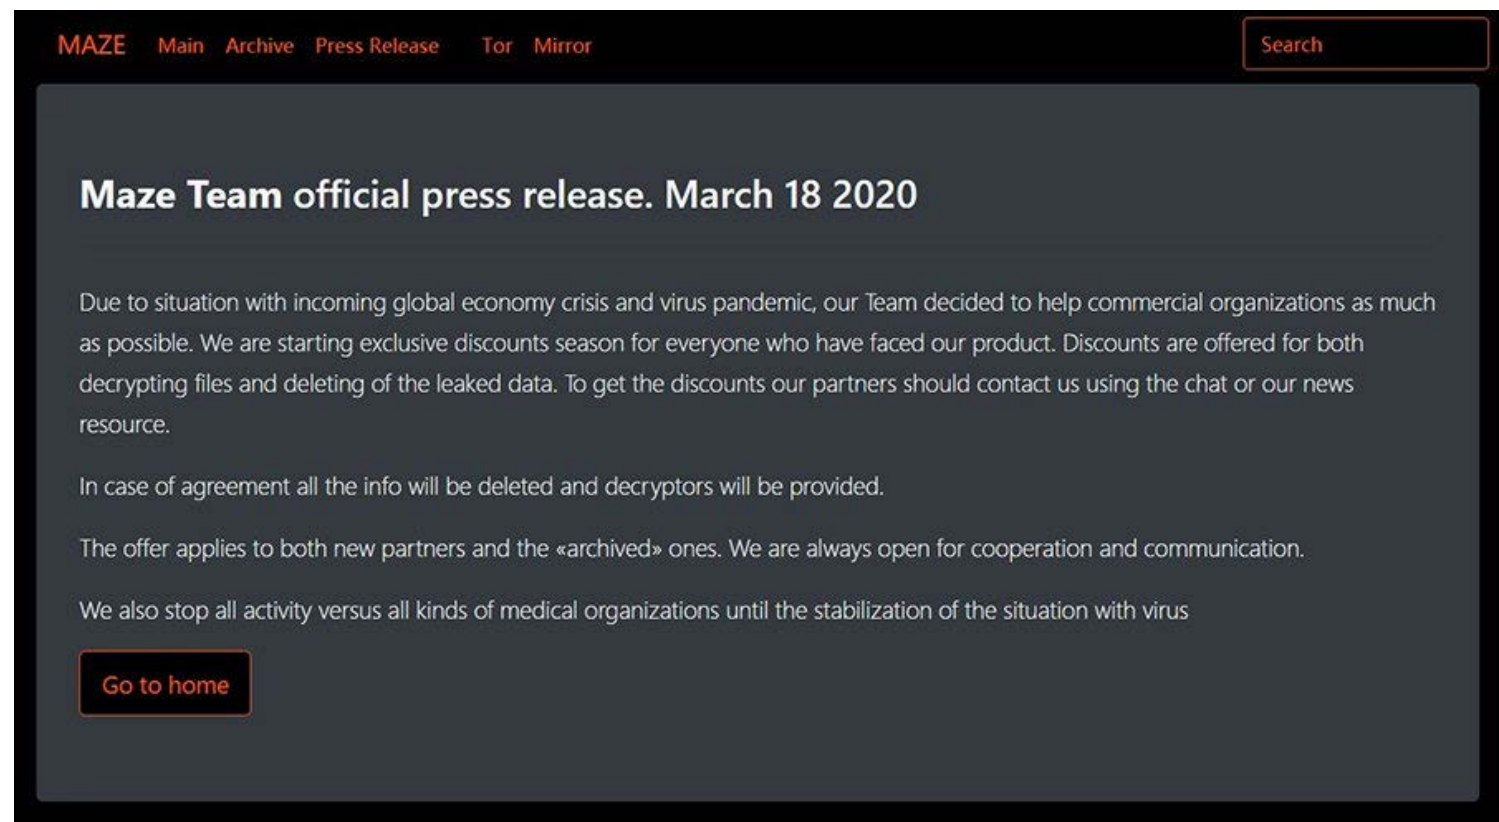 MAZE Main Archive Press Release Tor Mirror Search
Maze Team official press release. March 18 2020
Due to situation with incoming global economy crisis and virus pandemic, our Team decided to help commercial organizations as much
as possible. We are starting exclusive discounts season for everyone who have faced our product. Discounts are offered for both
decrypting files and deleting of the leaked data. To get the discounts our partners should contact us using the chat or our news
resource.
In case of agreement all the info will be deleted and decryptors will be provided.
The offer applies to both new partners and the «archived» ones. We are always open for cooperation and communication.
We also stop all activity versus all kinds of medical organizations until the stabilization of the situation with virus
Go to home